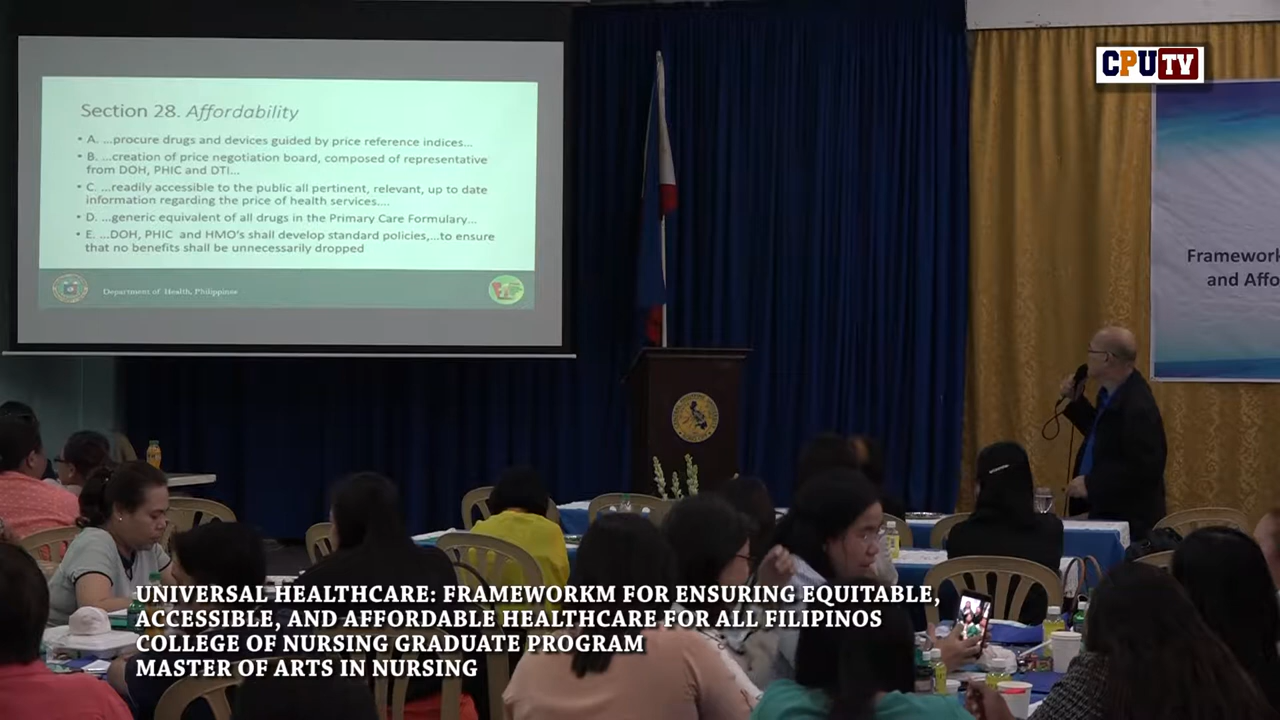 CPUTV
Section 28. Affordability
• A. ...procure drugs and devices guided by price reference indices...
• B. ...creation of price negotiation board, composed of representative
from DOH, PHIC and DTI...
• C. ...readily accessible to the public all pertinent, relevant, up to date
information regarding the price of health services....
• D. ...generic equivalent of all drugs in the Primary Care Formulary...
• E. ...DOH, PHIC and HMO's shall develop standard policies,...to ensure
that no benefits shall be unnecessarily dropped
Department of Health, Philippines
Framework
and Affo
UNIVERSAL HEALTHCARE: FRAMEWORKM FOR ENSURING EQUITABLE,
ACCESSIBLE, AND AFFORDABLE HEALTHCARE FOR ALL FILIPINOS
COLLEGE OF NURSING GRADUATE PROGRAM
MASTER OF ARTS IN NURSING